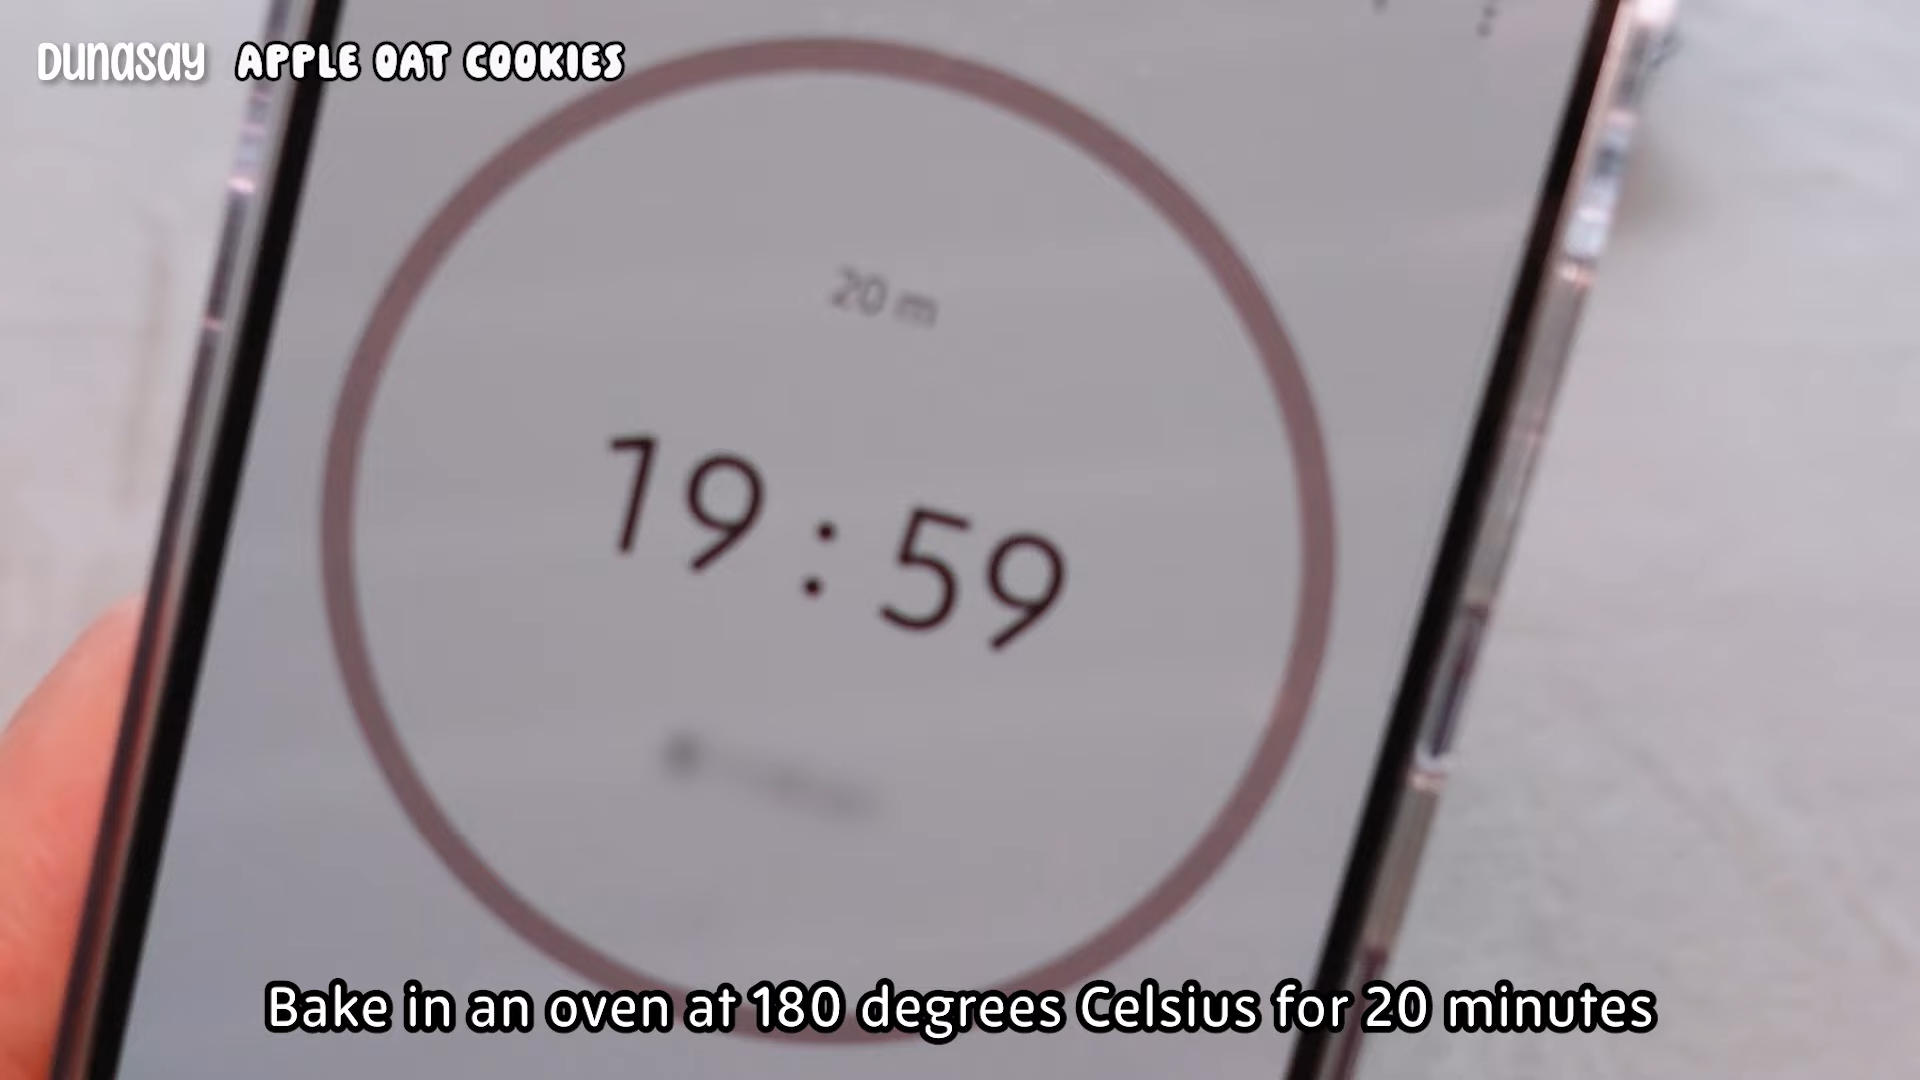 Dunasay APPLE OAT COOKIES
20 m
19:59
Bake in an oven at 180 degrees Celsius for 20 minutes